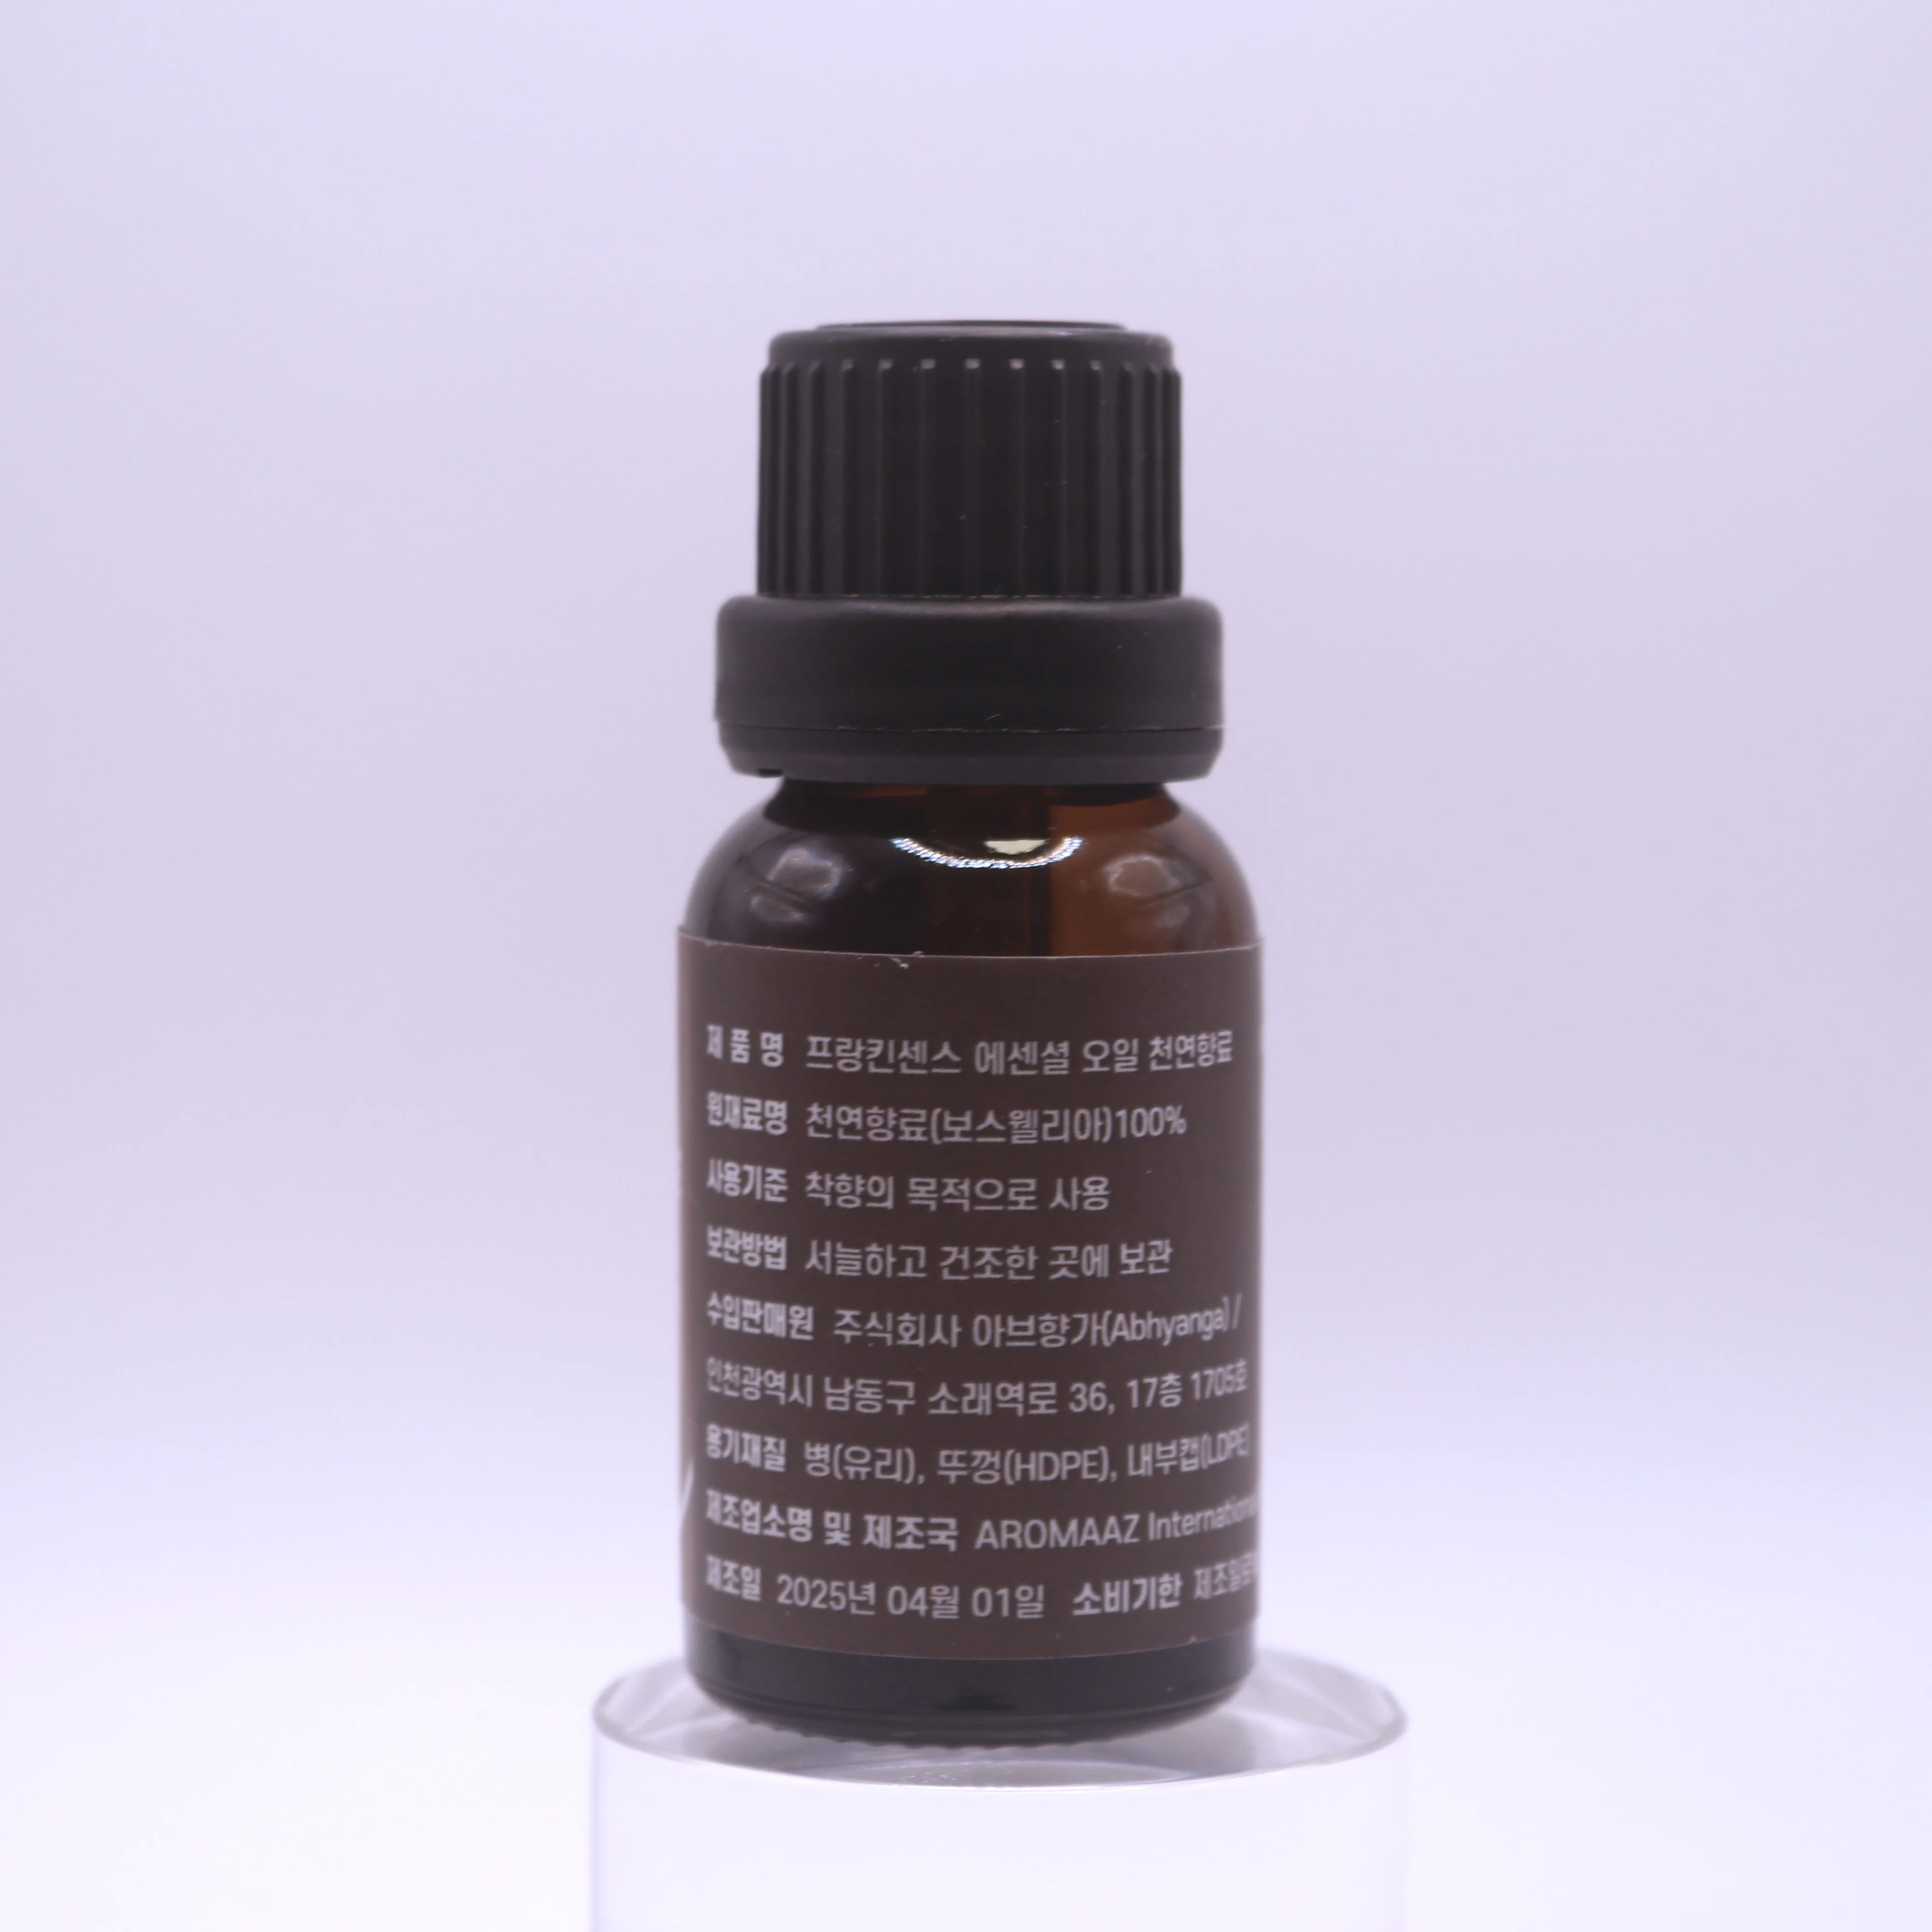 제 품 명 프랑킨센스 에센셜 오일 천연향료
원재료명 천연향료(보스웰리아)100%
사용기준 착향의 목적으로 사용
보관방법 서늘하고 건조한 곳에 보관
수입판매원 주식회사 아브향가(Abhyanga) /
인천광역시 남동구 소래역로 36, 17층 1705호
용기재질 병(유리), 뚜껑(HDPE), 내부캡(LDPE)
제조업소명 및 제조국 AROMAAZ
제조일 2025년 04월 01일 소비기한